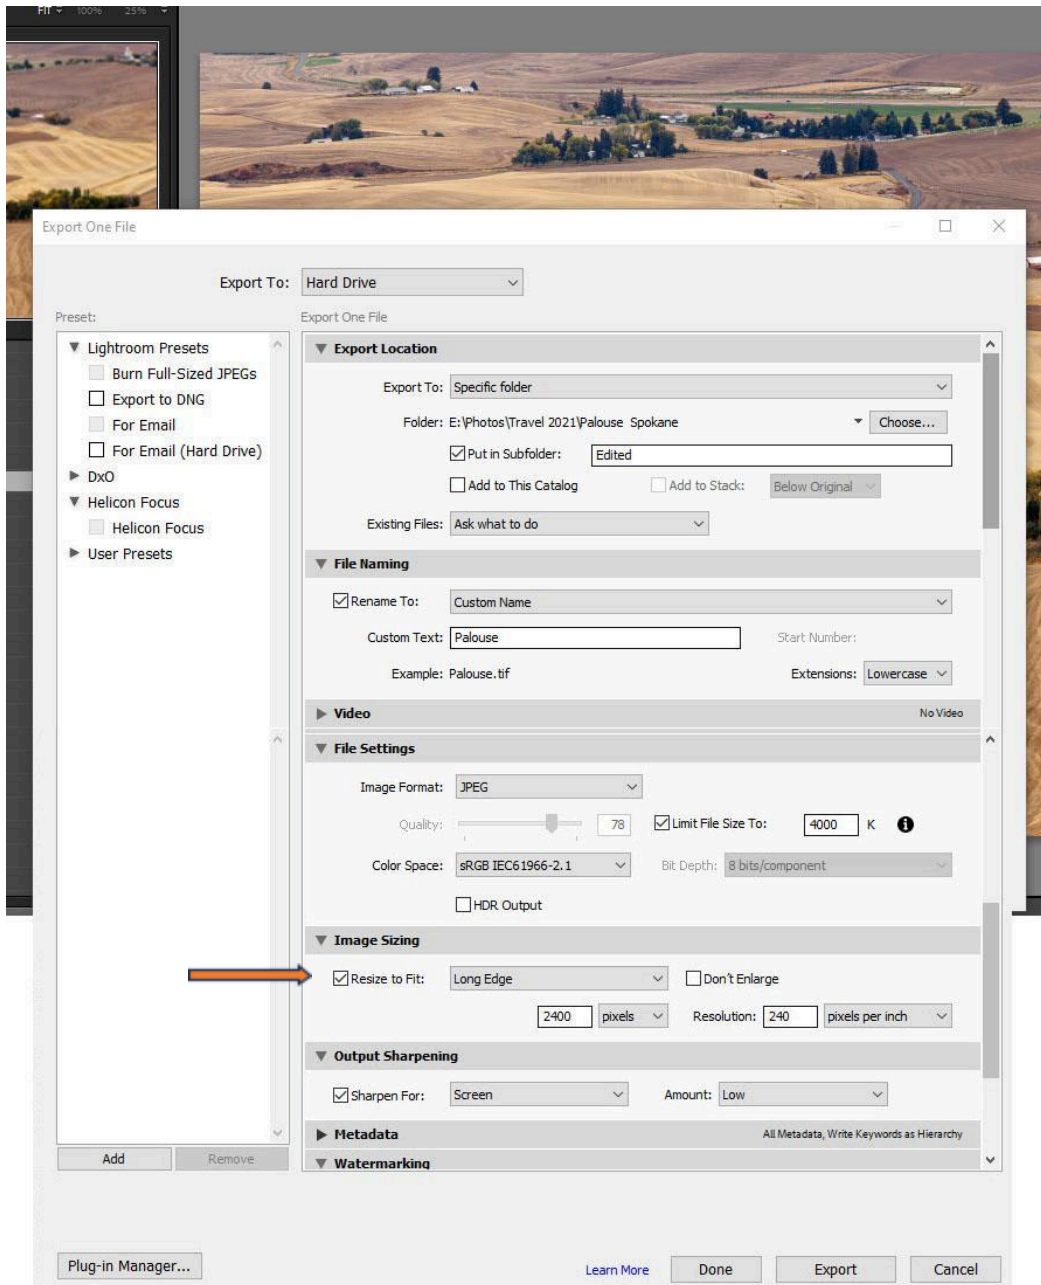 FIT 100% 25%
Export One File
Export To: Hard Drive
Preset:
Export One File
Lightroom Presets
Burn Full-Sized JPEGs
Export to DNG
For Email
For Email (Hard Drive)
DxO
Helicon Focus
Helicon Focus
User Presets
Add Remove
Export Location
Export To: Specific folder
Folder: E:\Photos\Travel 2021\Palouse Spokane Choose...
Put in Subfolder: Edited
Add to This Catalog Add to Stack: Below Original
Existing Files: Ask what to do
File Naming
Rename To: Custom Name
Custom Text: Palouse Start Number:
Example: Palouse.tif Extensions: Lowercase
Video No Video
File Settings
Image Format: JPEG
Quality: 78 Limit File Size To: 4000 K
Color Space: sRGB IEC61966-2.1 Bit Depth: 8 bits/component
HDR Output
Image Sizing
Resize to Fit: Long Edge Don't Enlarge
2400 pixels Resolution: 240 pixels per inch
Output Sharpening
Sharpen For: Screen Amount: Low
Metadata All Metadata, Write Keywords as Hierarchy
Watermarking
Plug-in Manager... Learn More Done Export Cancel